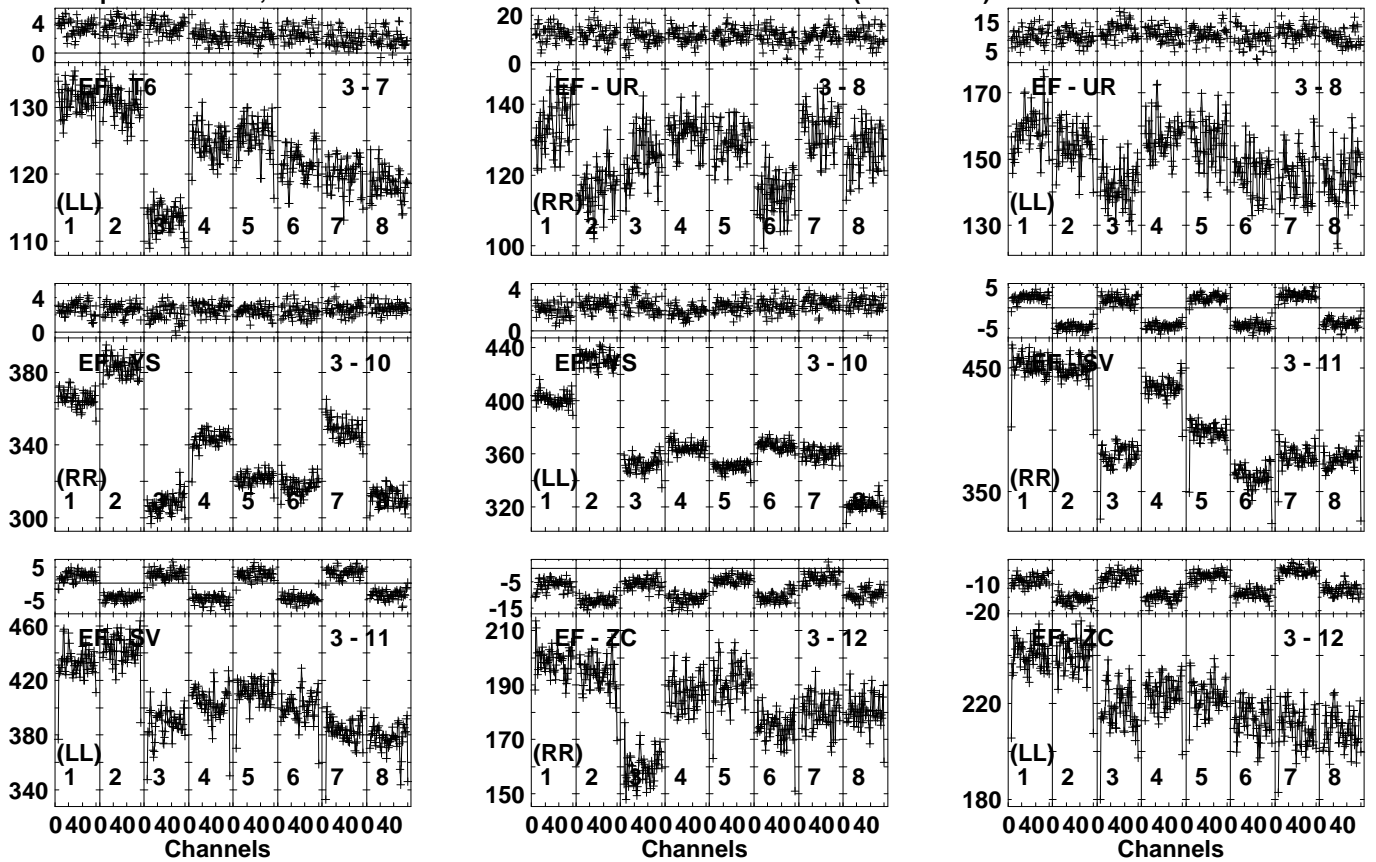 4
0
130
120
110
EF - T6
3 - 7
(LL)
1 2 3 4 5 6 7 8
20
0
140
120
100
EF - UR
3 - 8
(RR)
1 2 3 4 5 6 7 8
15
5
170
150
130
EF - UR
3 - 8
(LL)
1 2 3 4 5 6 7 8
4
0
380
340
300
EF - YS
3 - 10
(RR)
1 2 3 4 5 6 7 8
4
0
440
400
360
320
EF - YS
3 - 10
(LL)
1 2 3 4 5 6 7 8
5
-5
450
350
EF - SV
3 - 11
(RR)
1 2 3 4 5 6 7 8
5
-5
460
420
380
340
EF - SV
3 - 11
(LL)
1 2 3 4 5 6 7 8
0 40 0 40 0 40 0 40 0 40 0 40 0 40 0 40
Channels
-5
-15
210
190
170
150
EF - ZC
3 - 12
(RR)
1 2 3 4 5 6 7 8
0 40 0 40 0 40 0 40 0 40 0 40 0 40 0 40
Channels
-10
-20
220
180
EF - ZC
3 - 12
(LL)
1 2 3 4 5 6 7 8
0 40 0 40 0 40 0 40 0 40 0 40 0 40 0 40
Channels